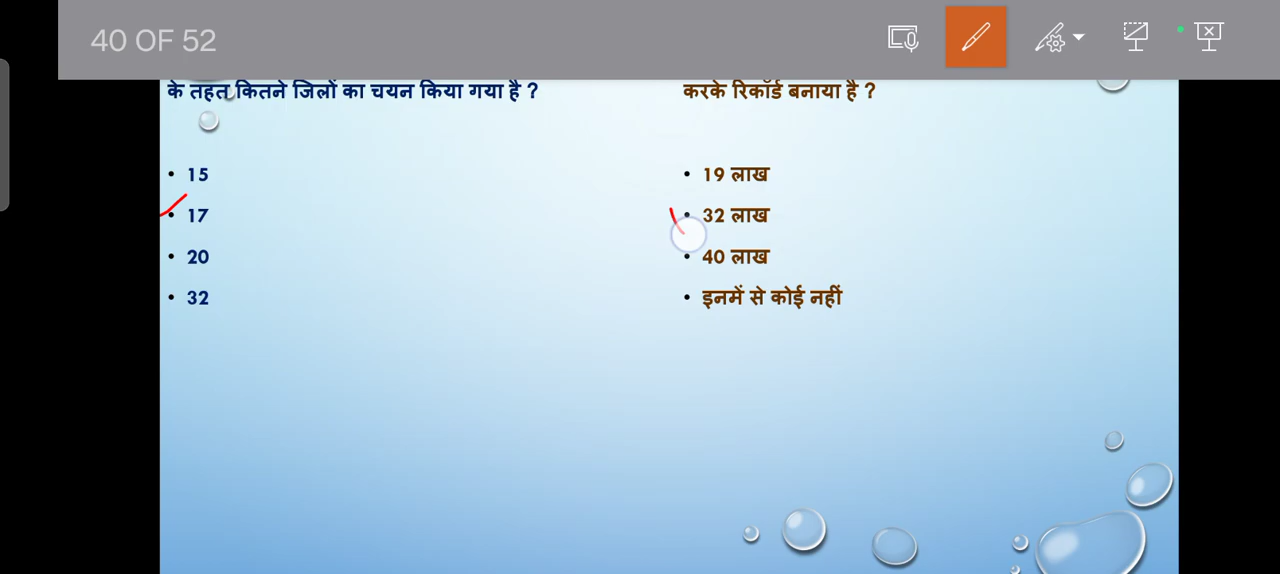 40 OF 52
के तहत कितने जिलों का चयन किया गया है ?
15
17
20
32
करके रिकॉर्ड बनाया है ?
19 लाख
32 लाख
40 लाख
इनमें से कोई नहीं